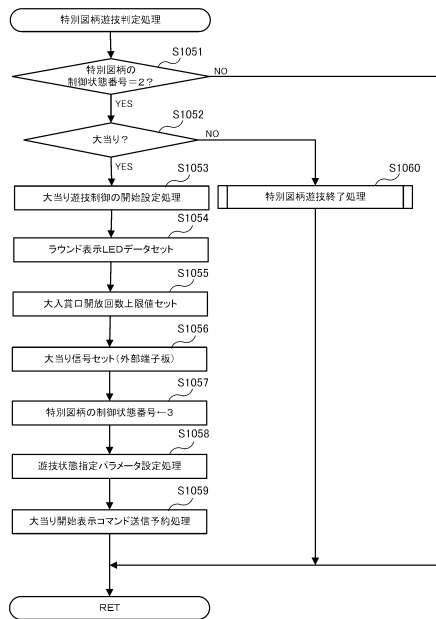 特別図柄遊技判定処理
S1051
特別図柄の
制御状態番号=2?
NO
YES
S1052
大当り?
NO
YES
S1053
大当り遊技制御の開始設定処理
S1060
特別図柄遊技終了処理
S1054
ラウンド表示LEDデータセット
S1055
大入賞口開放回数上限値セット
S1056
大当り信号セット(外部端子板)
S1057
特別図柄の制御状態番号←3
S1058
遊技状態指定パラメータ設定処理
S1059
大当り開始表示コマンド送信予約処理
RET